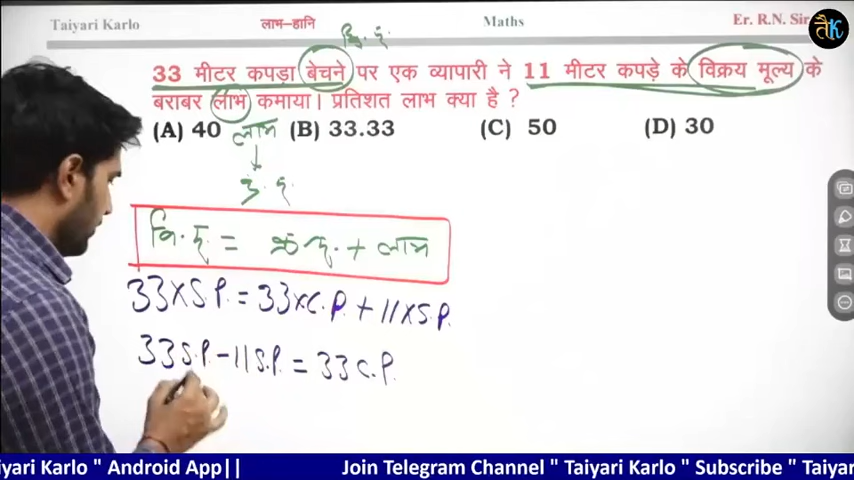 Taiyari Karlo लाभ–हानि Maths Er. R.N. Sir
वि. मू.
33 मीटर कपड़ा बेचने पर एक व्यापारी ने 11 मीटर कपड़े के विक्रय मूल्य के
बराबर लाभ कमाया। प्रतिशत लाभ क्या है ?
(A) 40 (B) 33.33 (C) 50 (D) 30
लाभ
वि. मू. = क्र. मू. + लाभ
33×S.P. = 33×C.P. + 11×S.P.
33S.P. – 11S.P. = 33 C.P.
iyari Karlo " Android App|| Join Telegram Channel " Taiyari Karlo " Subscribe " Taiyar